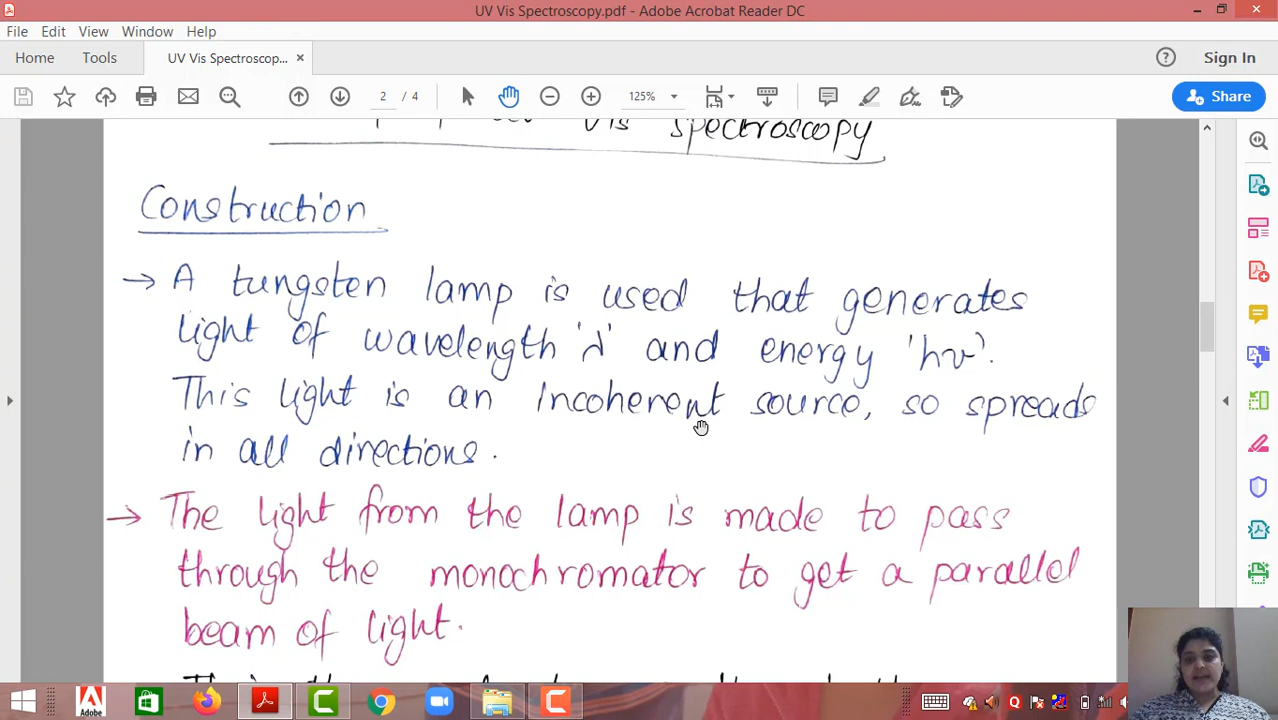 UV Vis Spectroscopy.pdf - Adobe Acrobat Reader DC
File Edit View Window Help
Home Tools UV Vis Spectroscop... × Sign In
2 / 4 125% Share
Vis Spectroscopy
Construction
→ A tungsten lamp is used that generates
light of wavelength 'λ' and energy 'hν'.
This light is an incoherent source, so spreads
in all directions.
→ The light from the lamp is made to pass
through the monochromator to get a parallel
beam of light.
Adobe